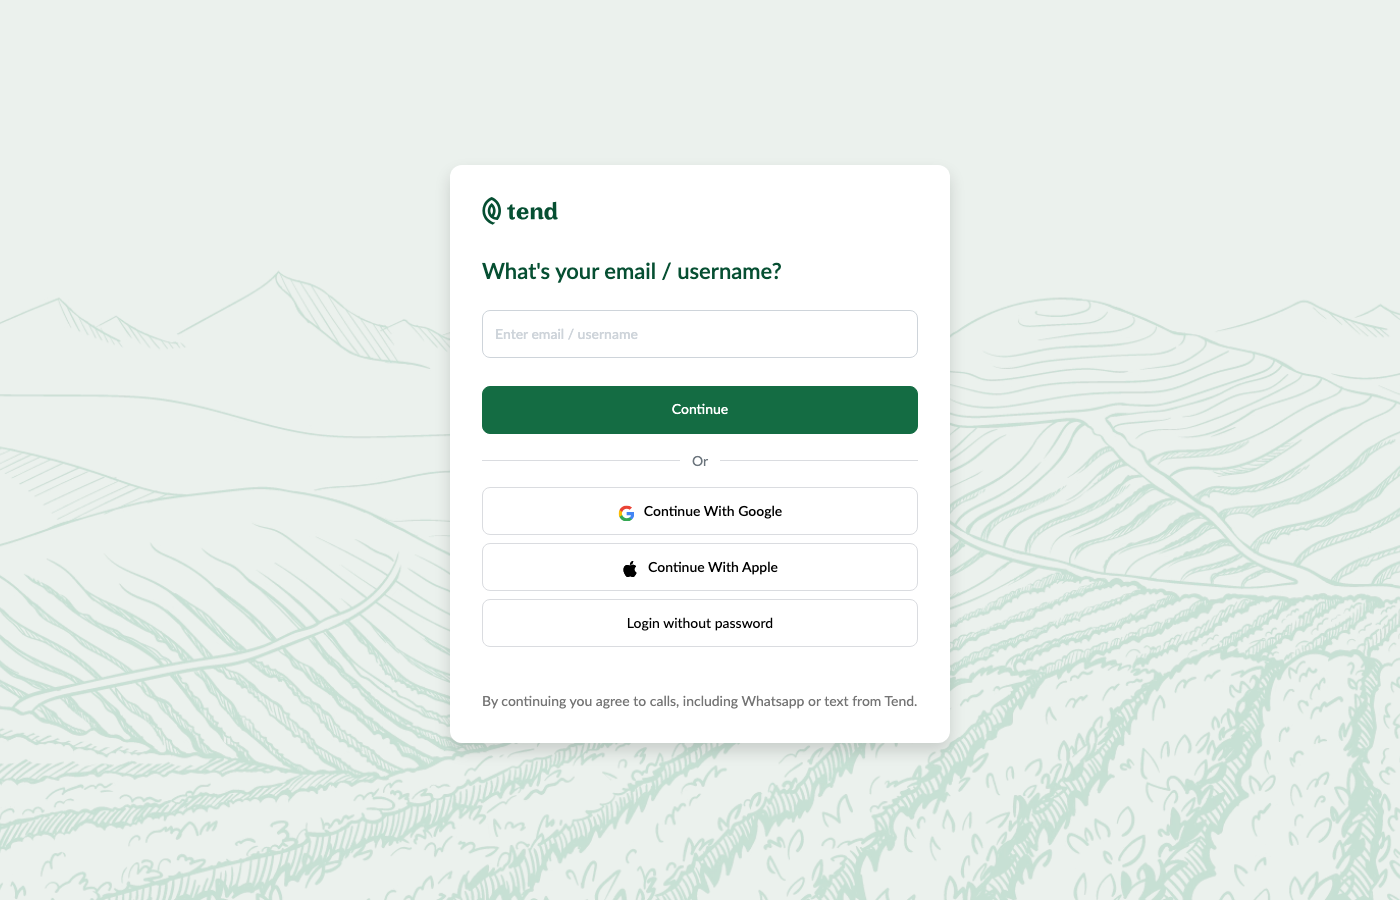 tend
What's your email / username?
Enter email / username
Continue
Or
Continue With Google
Continue With Apple
Login without password
By continuing you agree to calls, including Whatsapp or text from Tend.